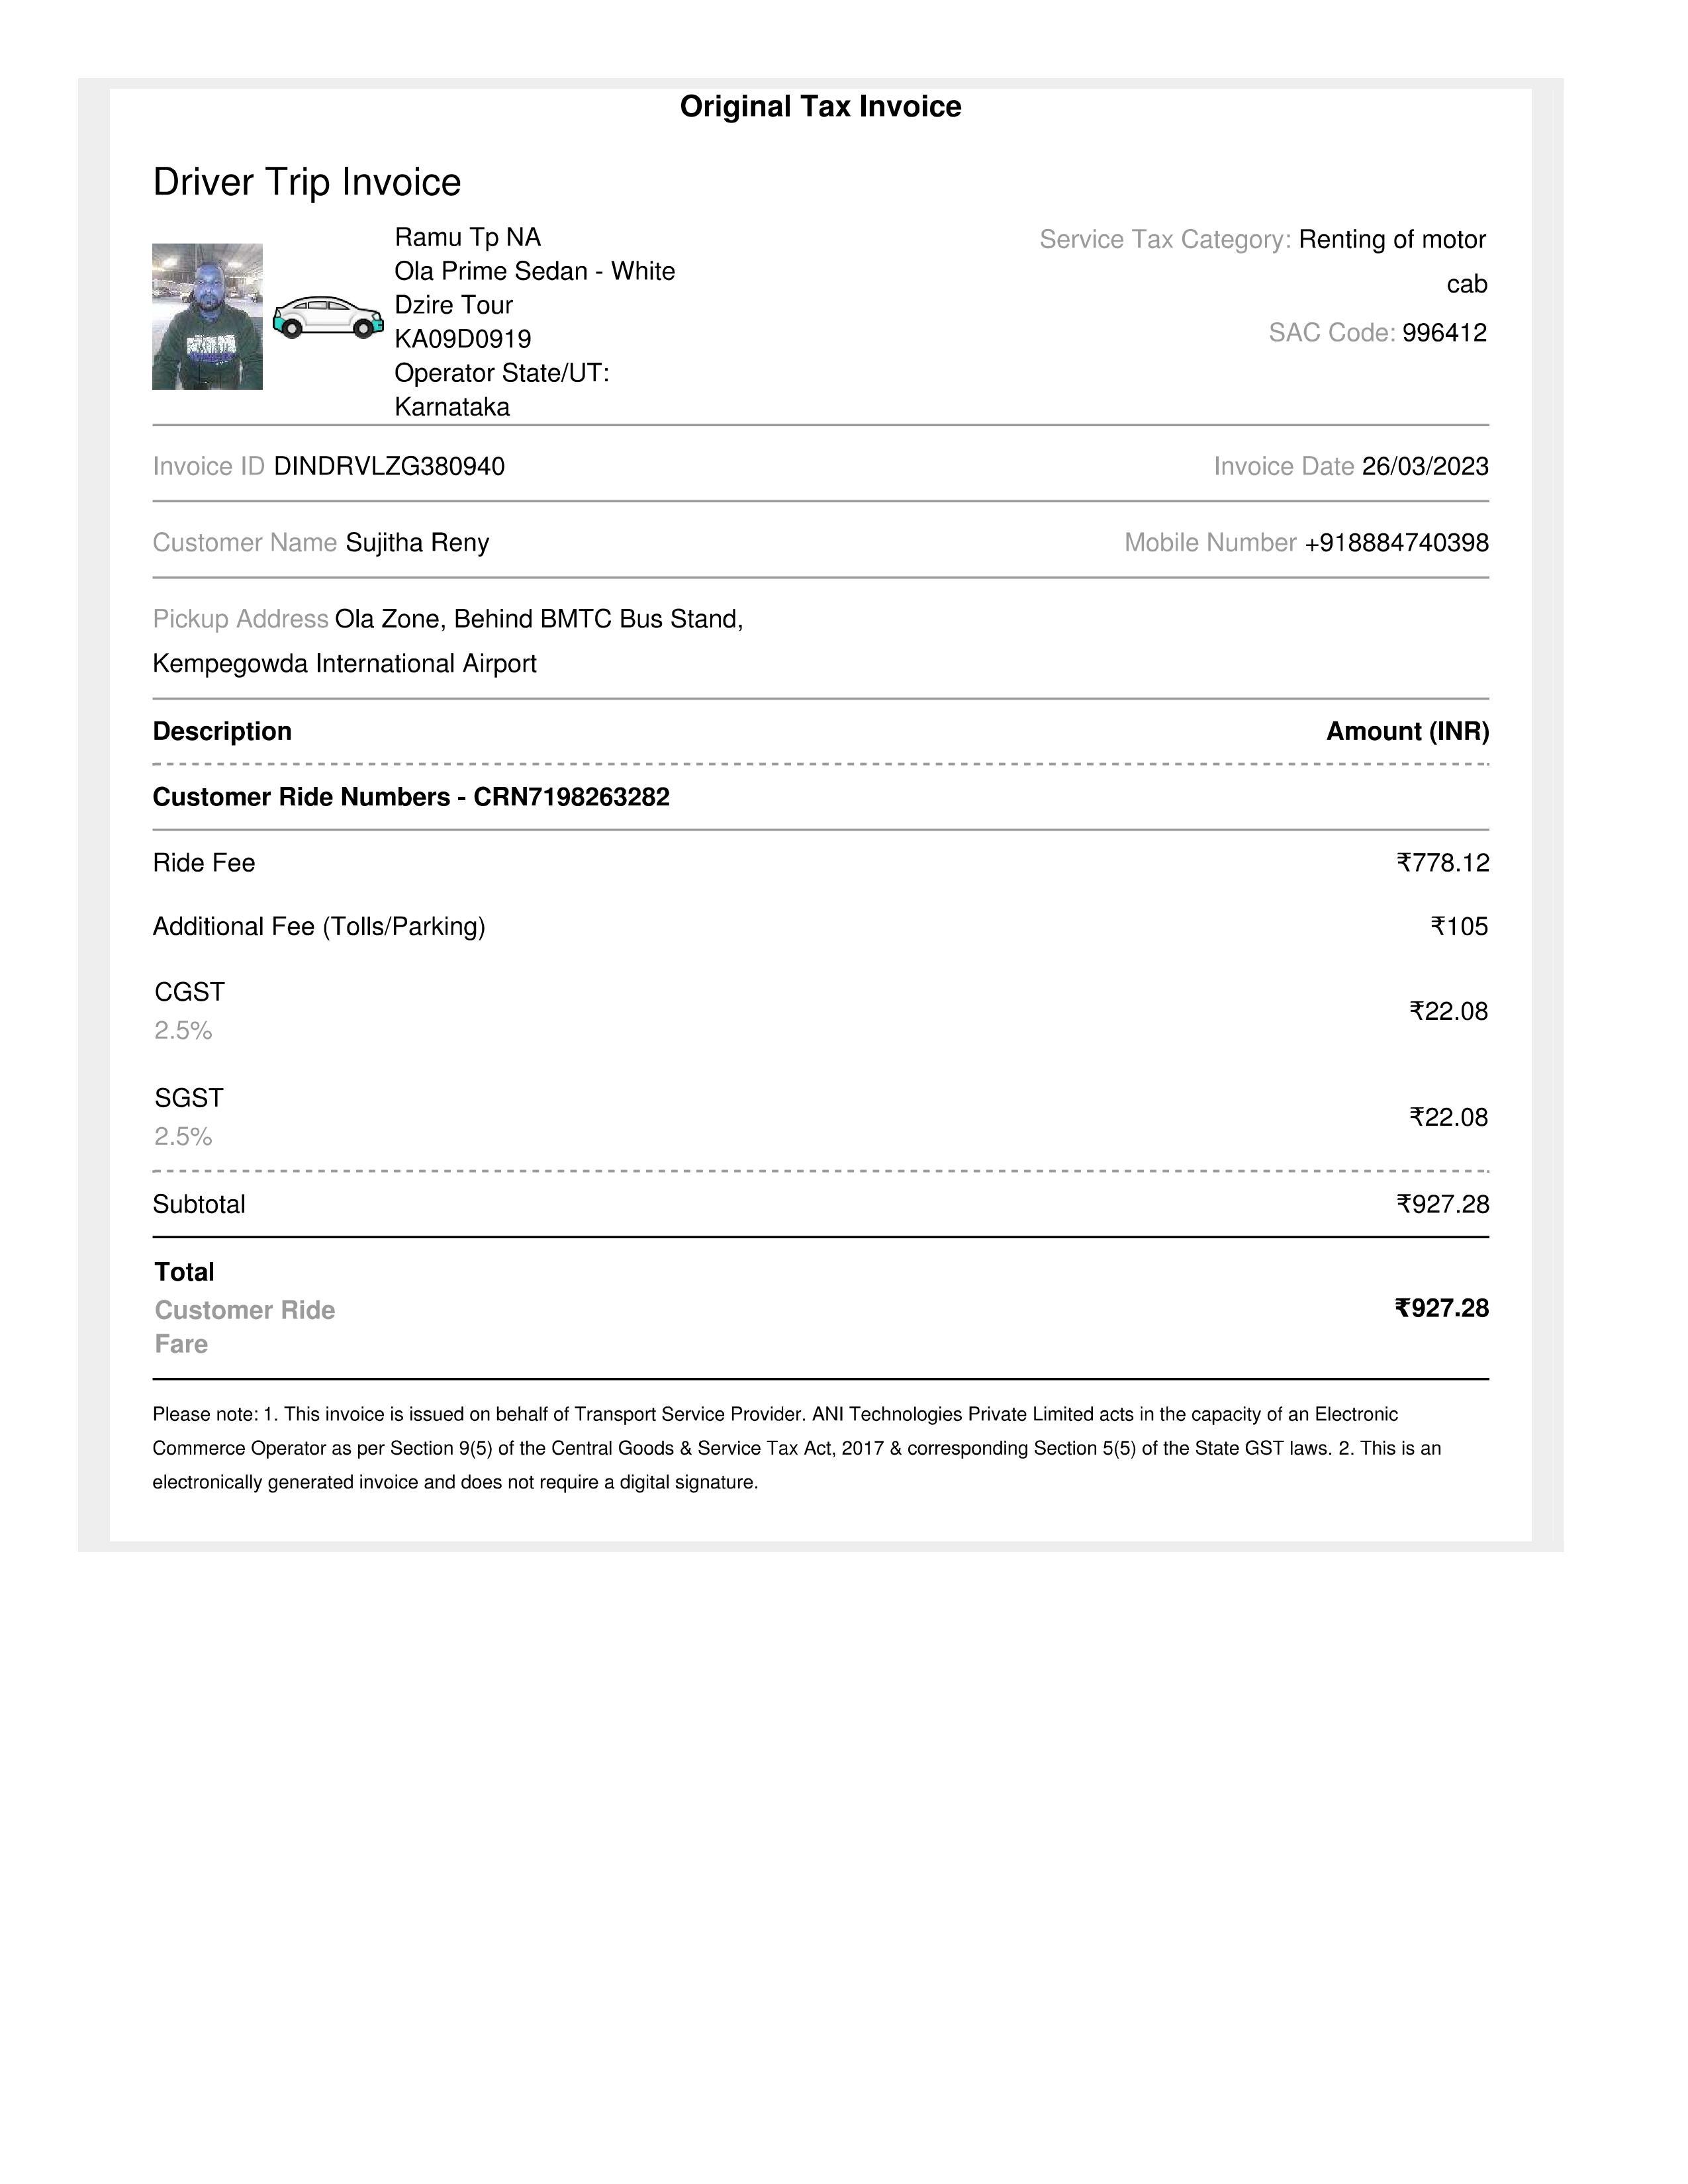 Original Tax Invoice
Driver Trip Invoice
Ramu Tp NA
Ola Prime Sedan - White
Dzire Tour
KA09D0919
Operator State/UT:
Karnataka
Service Tax Category: Renting of motor
cab
SAC Code: 996412
Invoice ID DINDRVLZG380940
Invoice Date 26/03/2023
Customer Name Sujitha Reny
Mobile Number +918884740398
Pickup Address Ola Zone, Behind BMTC Bus Stand,
Kempegowda International Airport
Description
Amount (INR)
Customer Ride Numbers - CRN7198263282
Ride Fee
₹778.12
Additional Fee (Tolls/Parking)
₹105
CGST
2.5%
₹22.08
SGST
2.5%
₹22.08
Subtotal
₹927.28
Total
Customer Ride
Fare
₹927.28
Please note: 1. This invoice is issued on behalf of Transport Service Provider. ANI Technologies Private Limited acts in the capacity of an Electronic
Commerce Operator as per Section 9(5) of the Central Goods & Service Tax Act, 2017 & corresponding Section 5(5) of the State GST laws. 2. This is an
electronically generated invoice and does not require a digital signature.